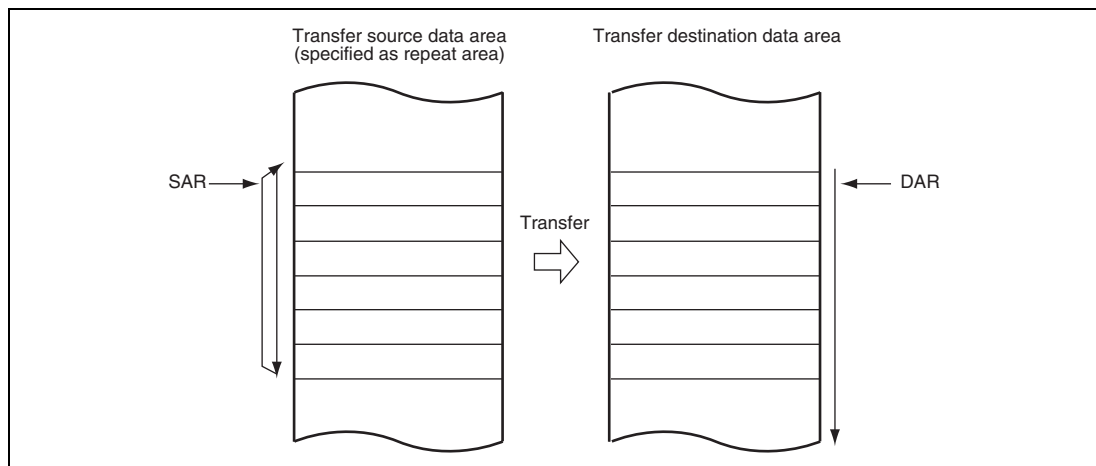 Transfer source data area
(specified as repeat area)
Transfer destination data area
SAR
Transfer
DAR